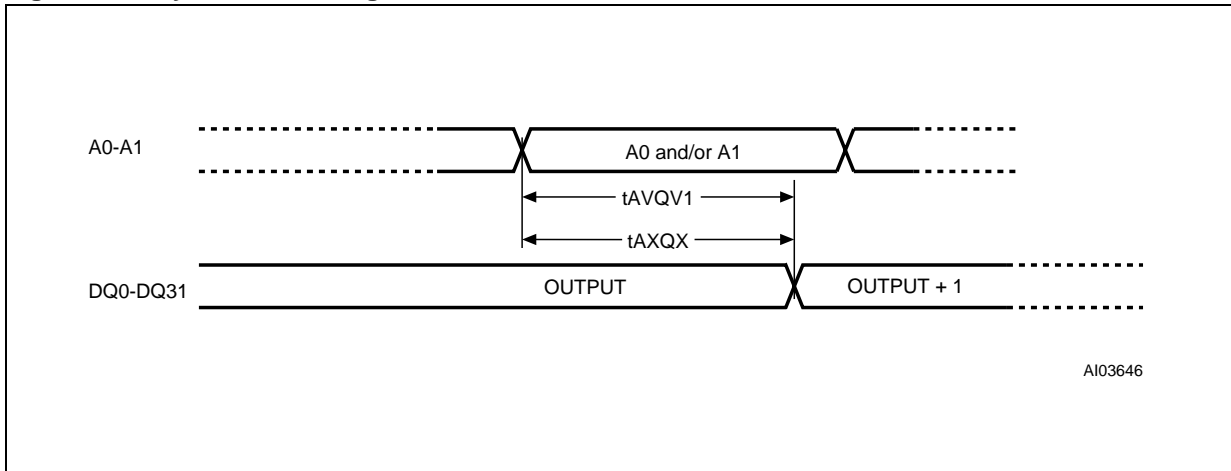 A0-A1
A0 and/or A1
tAVQV1
tAXQX
DQ0-DQ31
OUTPUT
OUTPUT + 1
AI03646